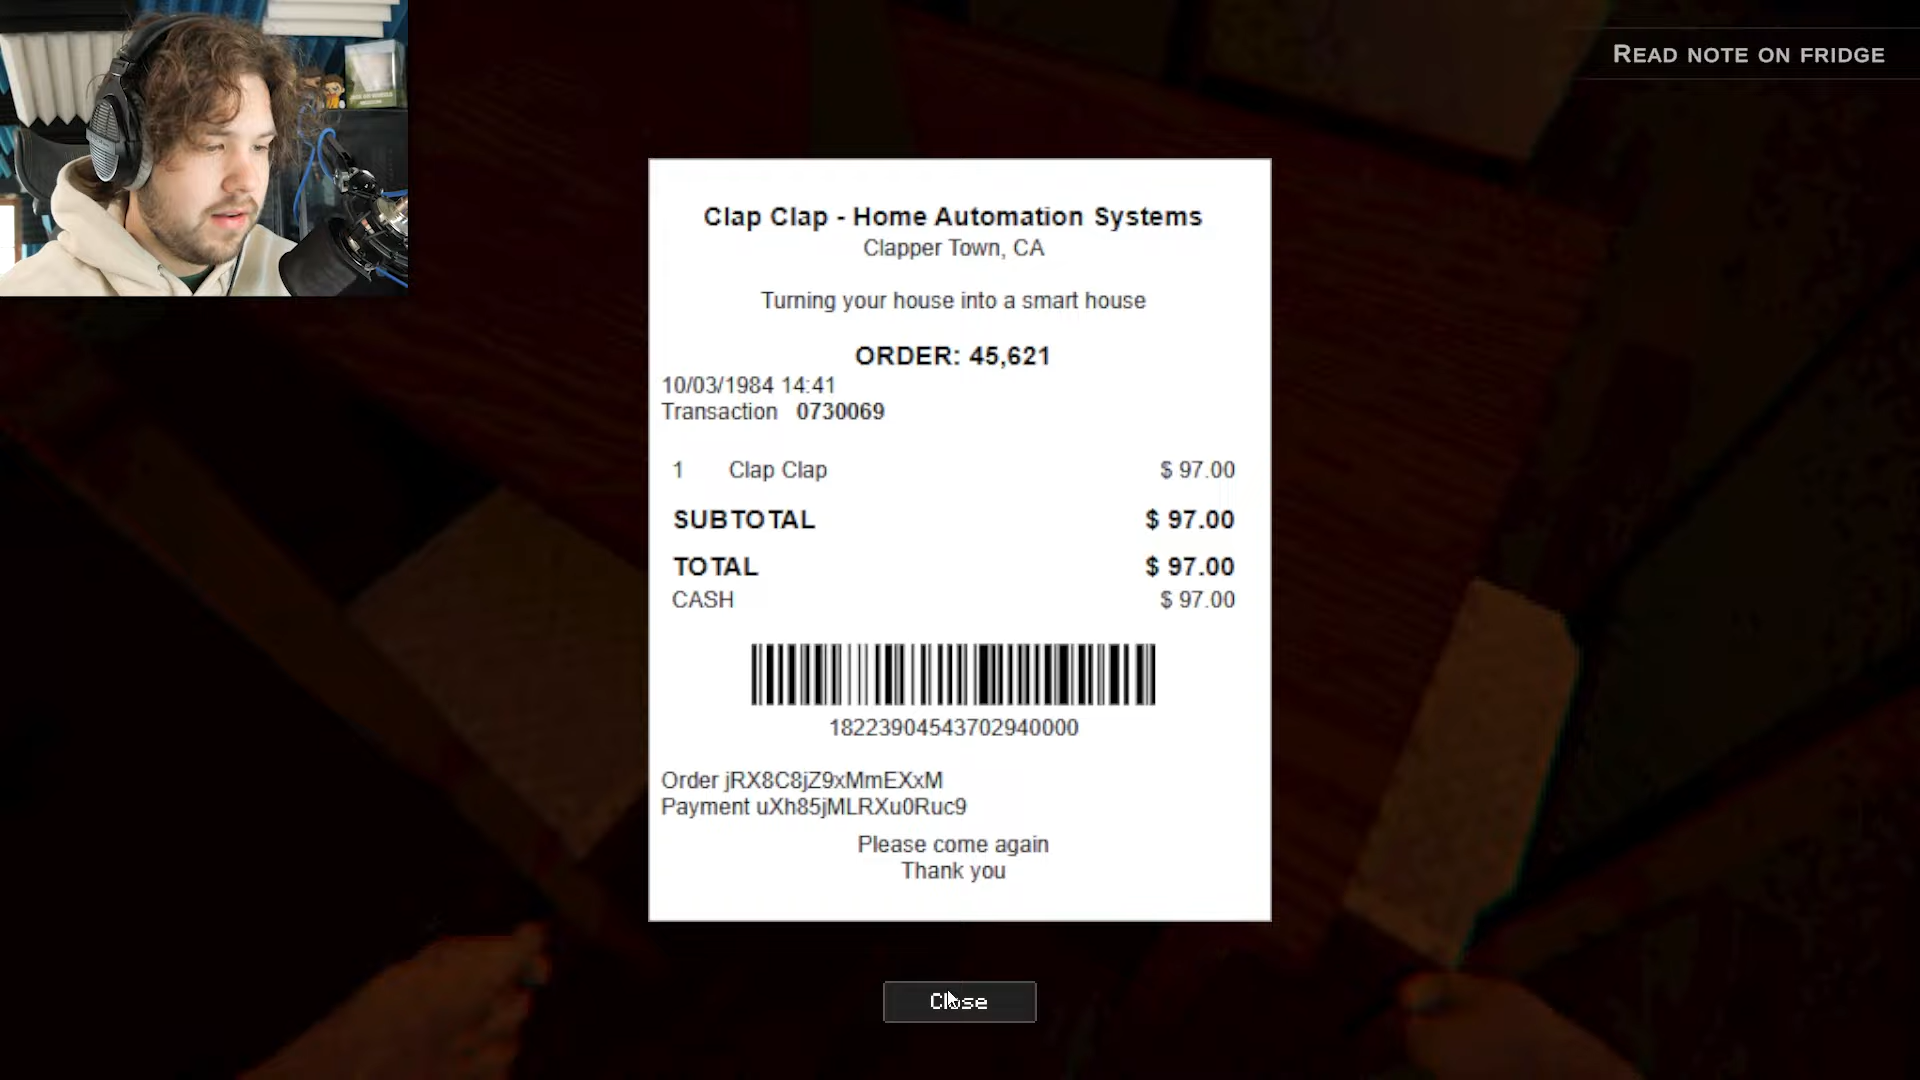 READ NOTE ON FRIDGE
Clap Clap - Home Automation Systems
Clapper Town, CA
Turning your house into a smart house
ORDER: 45,621
10/03/1984 14:41
Transaction 0730069
1 Clap Clap $ 97.00
SUBTOTAL $ 97.00
TOTAL $ 97.00
CASH $ 97.00
18223904543702940000
Order jRX8C8jZ9xMmEXxM
Payment uXh85jMLRXu0Ruc9
Please come again
Thank you
Close